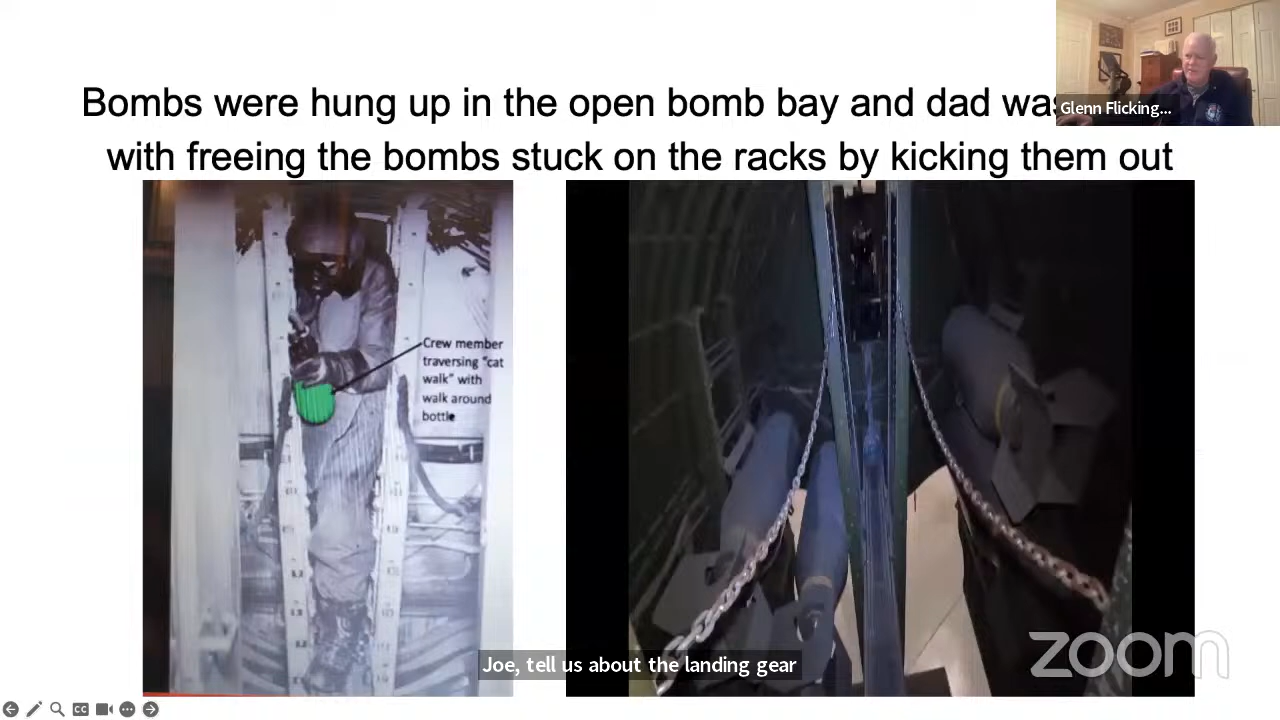 Bombs were hung up in the open bomb bay and dad was
with freeing the bombs stuck on the racks by kicking them out
Glenn Flicking...
Crew member
traversing "cat
walk" with
walk around
bottle
Joe, tell us about the landing gear
zoom
CC